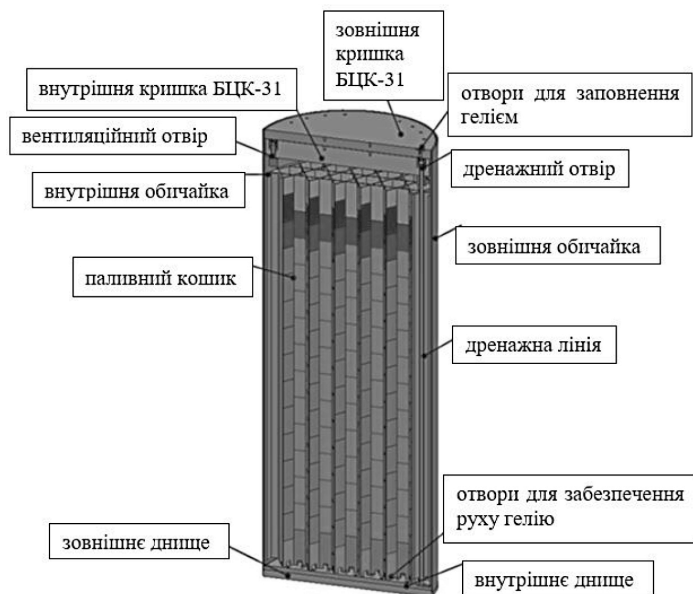 зовнішня
кришка
БЦК-31
внутрішня кришка БЦК-31
отвори для заповнення
гелієм
вентиляційний отвір
дренажний отвір
внутрішня обичайка
зовнішня обичайка
паливний кошик
дренажна лінія
отвори для забезпечення
руху гелію
зовнішнє днище
внутрішнє днище